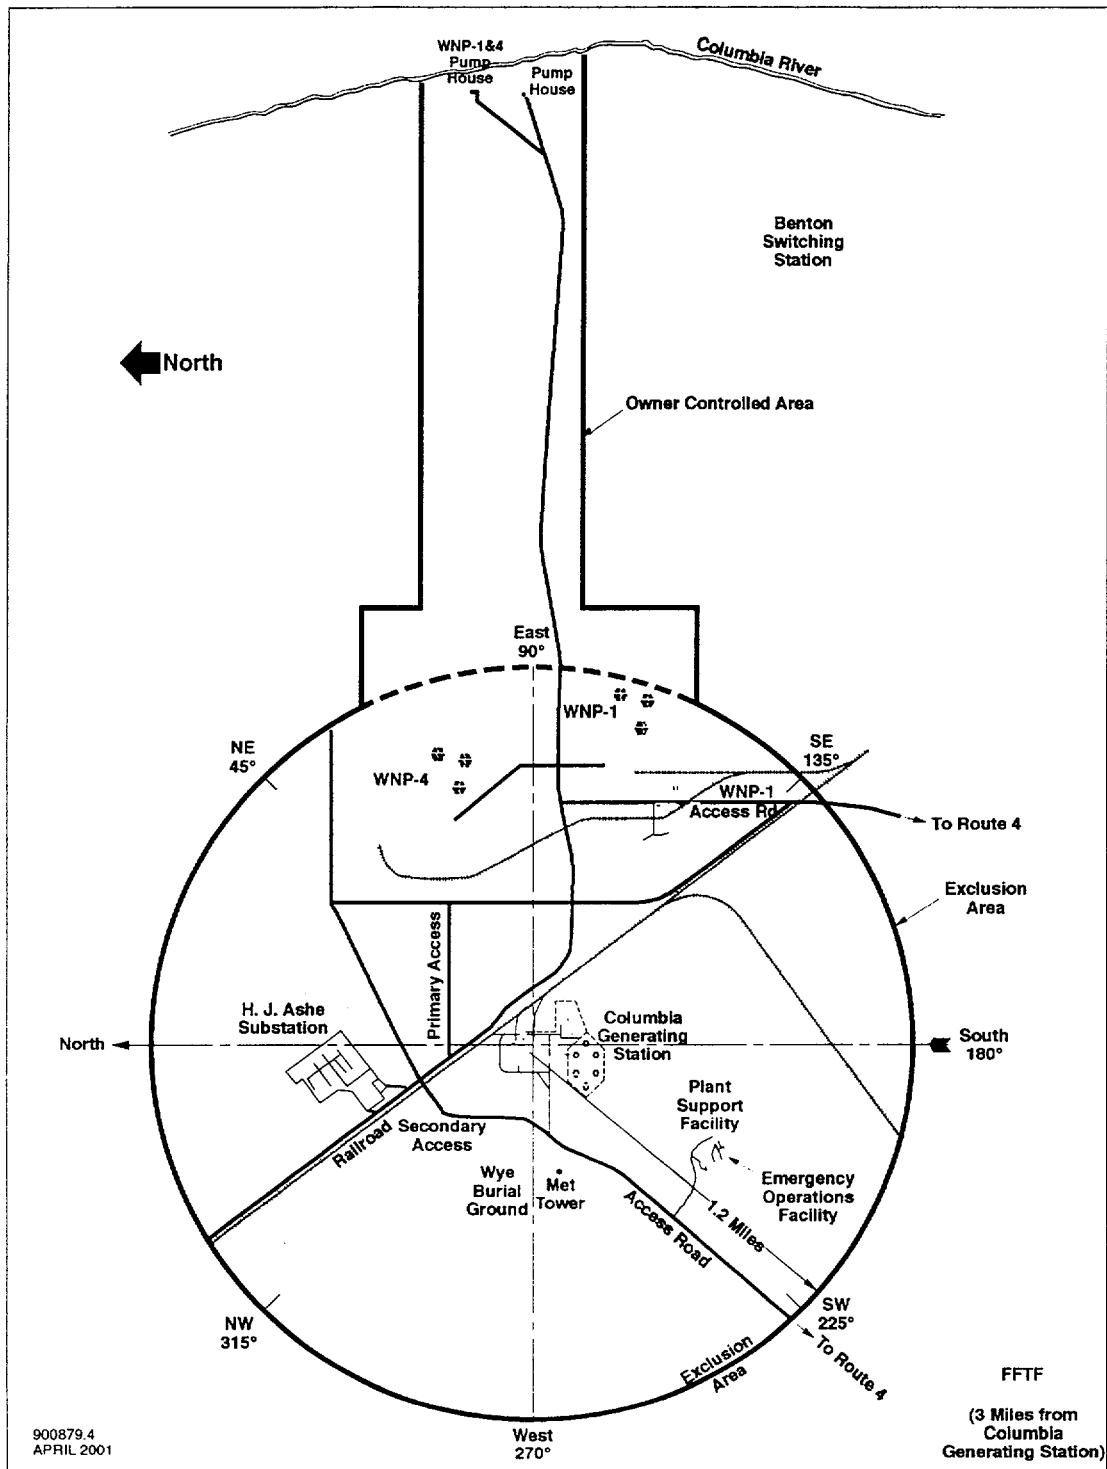 WNP-1&4
Pump
House
Pump
House
Columbia River
Benton
Switching
Station
North
Owner Controlled Area
East
90°
WNP-1
NE
45°
SE
135°
WNP-4
WNP-1
Access Rd
To Route 4
Exclusion
Area
Primary Access
H. J. Ashe
Substation
Columbia
Generating
Station
North
South
180°
Plant
Support
Facility
Railroad
Secondary
Access
Wye
Burial
Ground
Met
Tower
Emergency
Operations
Facility
Access Road
1.2 Miles
NW
315°
SW
225°
To Route 4
Exclusion
Area
FFTF
(3 Miles from
Columbia
Generating Station)
West
270°
900879.4
APRIL 2001